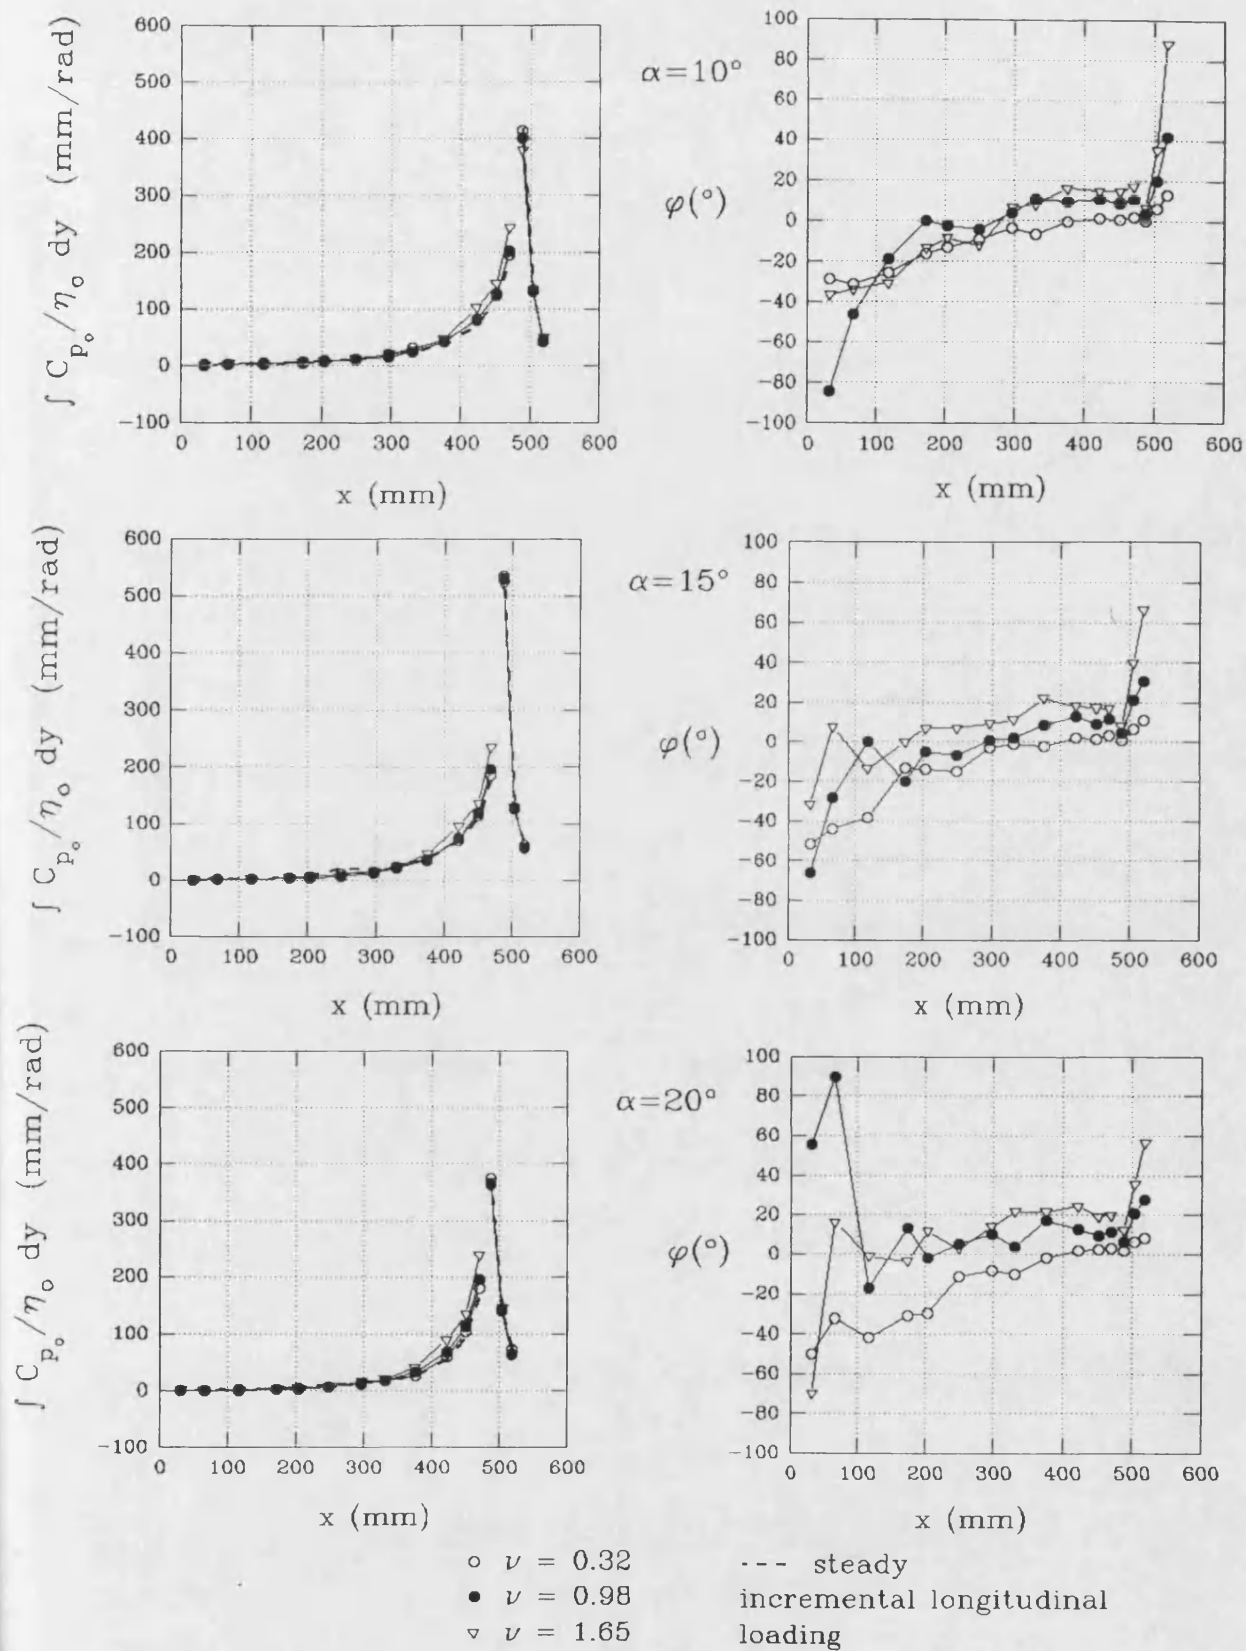 ∫ C_{p_o}/η_o dy (mm/rad)
600
500
400
300
200
100
0
−100
0 100 200 300 400 500 600
x (mm)
α=10°
φ(°)
100
80
60
40
20
0
−20
−40
−60
−80
−100
0 100 200 300 400 500 600
x (mm)
∫ C_{p_o}/η_o dy (mm/rad)
600
500
400
300
200
100
0
−100
0 100 200 300 400 500 600
x (mm)
α=15°
φ(°)
100
80
60
40
20
0
−20
−40
−60
−80
−100
0 100 200 300 400 500 600
x (mm)
∫ C_{p_o}/η_o dy (mm/rad)
600
500
400
300
200
100
0
−100
0 100 200 300 400 500 600
x (mm)
α=20°
φ(°)
100
80
60
40
20
0
−20
−40
−60
−80
−100
0 100 200 300 400 500 600
x (mm)
○ ν = 0.32
● ν = 0.98
▽ ν = 1.65
--- steady
incremental longitudinal
loading